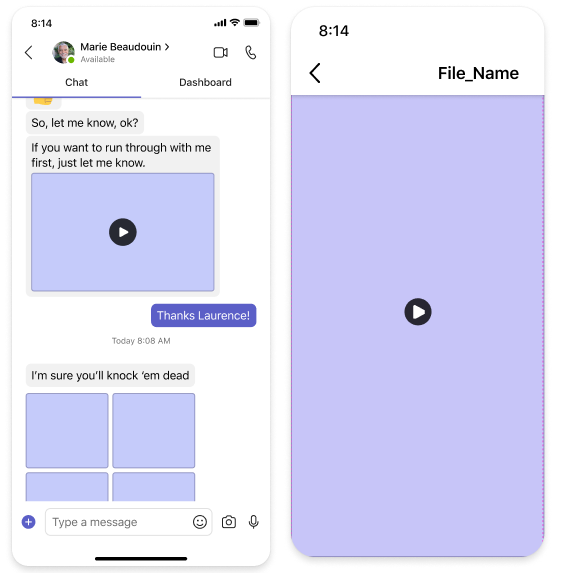 8:14
Marie Beaudouin
Available
Chat
Dashboard
So, let me know, ok?
If you want to run through with me
first, just let me know.
Thanks Laurence!
Today 8:08 AM
I’m sure you’ll knock ‘em dead
Type a message
8:14
File_Name